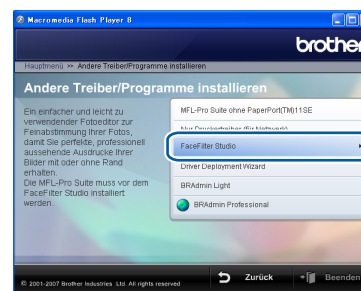 Macromedia Flash Player 8
brother
Hauptmenü >> Andere Treiber/Programme installieren
Andere Treiber/Programme installieren
Ein einfacher und leicht zu
verwendender Fotoeditor zur
Feinabstimmung Ihrer Fotos,
damit Sie perfekte, professionell
aussehende Ausdrucke Ihrer
Bilder mit oder ohne Rand
erhalten.
Die MFL-Pro Suite muss vor dem
FaceFilter Studio installiert
werden.
MFL-Pro Suite ohne PaperPort(TM)11SE
Nur Druckertreiber (für Netzwerk)
FaceFilter Studio
Driver Deployment Wizard
BRAdmin Light
BRAdmin Professional
© 2001-2007 Brother Industries Ltd. All rights reserved
Zurück
Beenden